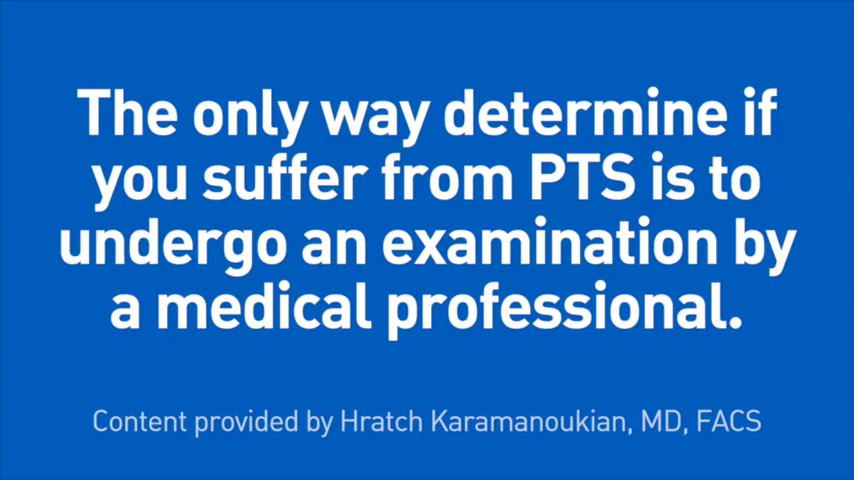 The only way determine if
you suffer from PTS is to
undergo an examination by
a medical professional.
Content provided by Hratch Karamanoukian, MD, FACS